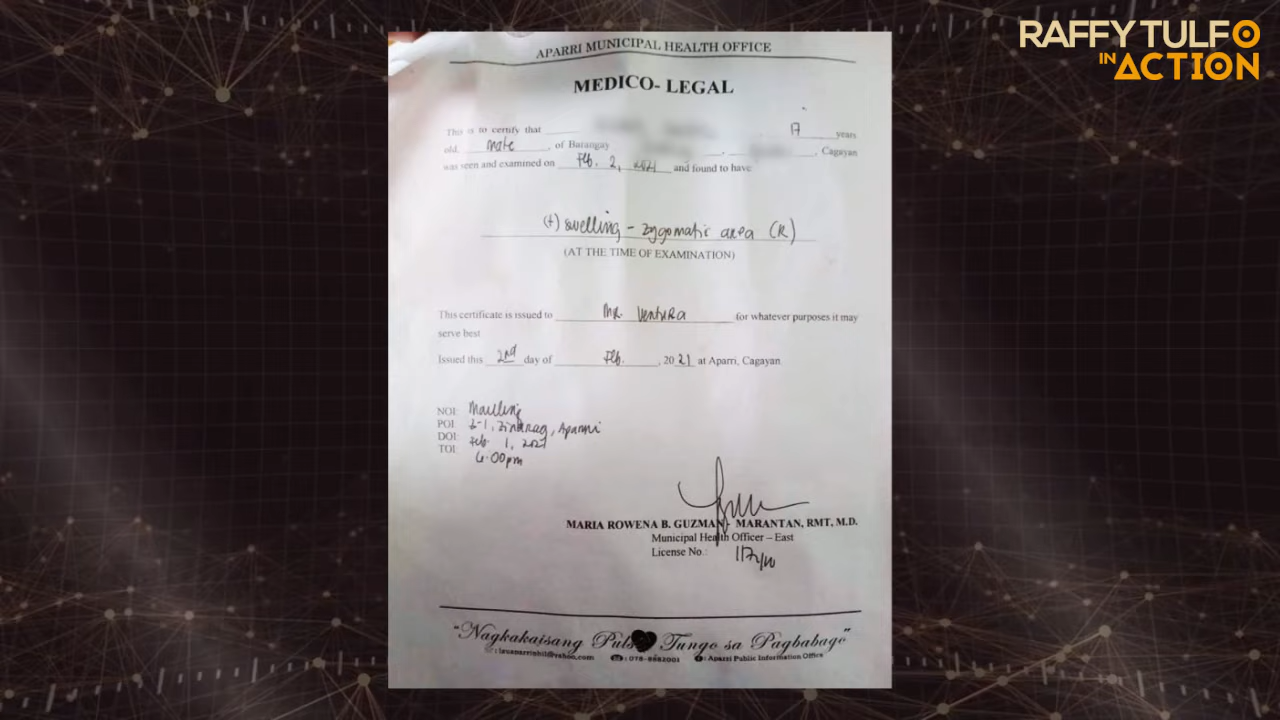 RAFFY TULFO
IN ACTION
APARRI MUNICIPAL HEALTH OFFICE
MEDICO- LEGAL
This is to certify that 17 years
old, male, of Barangay , , Cagayan
was seen and examined on Feb. 2, 2021 and found to have
(+) swelling - zygomatic area (R)
(AT THE TIME OF EXAMINATION)
This certificate is issued to Mr. Ventura for whatever purposes it may
serve best
Issued this 2nd day of Feb. , 2021 at Aparri, Cagayan.
NOI: Mauling
POI: Z-1, Zinarag, Aparri
DOI: Feb. 1, 2021
TOI: 6:00pm
MARIA ROWENA B. GUZMAN - MARANTAN, RMT, M.D.
Municipal Health Officer – East
License No.:
"Nagkakaisang Puls Tungo sa Pagbabago"
: 078-8882001 : Aparri Public Information Office